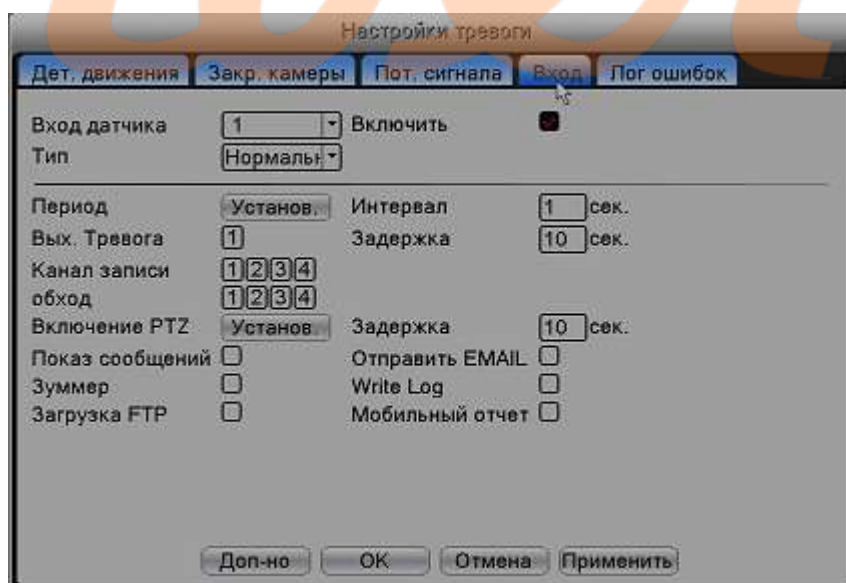 Настройки тревоги
Дет. движения Закр. камеры Пот. сигнала Вход Лог ошибок
Вход датчика 1 Включить
Тип Нормальн
Период Установ. Интервал 1 сек.
Вых. Тревога 1 Задержка 10 сек.
Канал записи 1 2 3 4
обход 1 2 3 4
Включение PTZ Установ. Задержка 10 сек.
Показ сообщений Отправить EMAIL
Зуммер Write Log
Загрузка FTP Мобильный отчет
Доп-но OK Отмена Применить